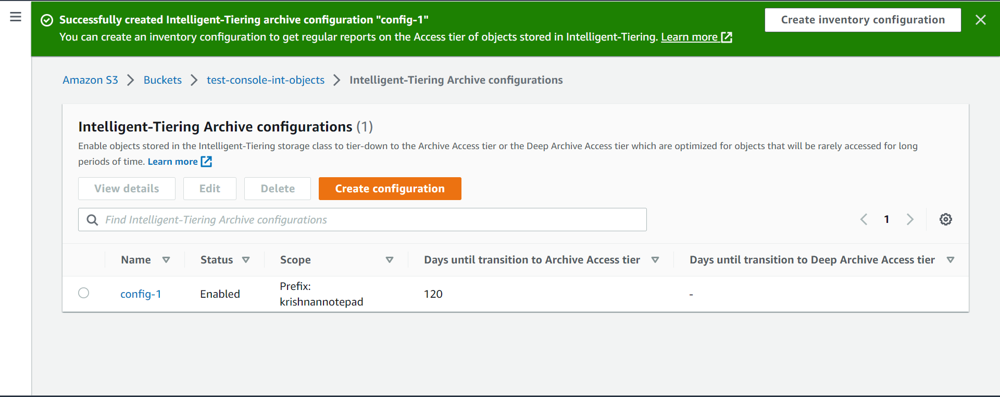 Successfully created Intelligent-Tiering archive configuration "config-1"
You can create an inventory configuration to get regular reports on the Access tier of objects stored in Intelligent-Tiering. Learn more
Create inventory configuration
Amazon S3 > Buckets > test-console-int-objects > Intelligent-Tiering Archive configurations
Intelligent-Tiering Archive configurations (1)
Enable objects stored in the Intelligent-Tiering storage class to tier-down to the Archive Access tier or the Deep Archive Access tier which are optimized for objects that will be rarely accessed for long
periods of time. Learn more
View details Edit Delete Create configuration
Find Intelligent-Tiering Archive configurations
1
Name Status Scope Days until transition to Archive Access tier Days until transition to Deep Archive Access tier
config-1 Enabled Prefix: 120 -
krishnannotepad